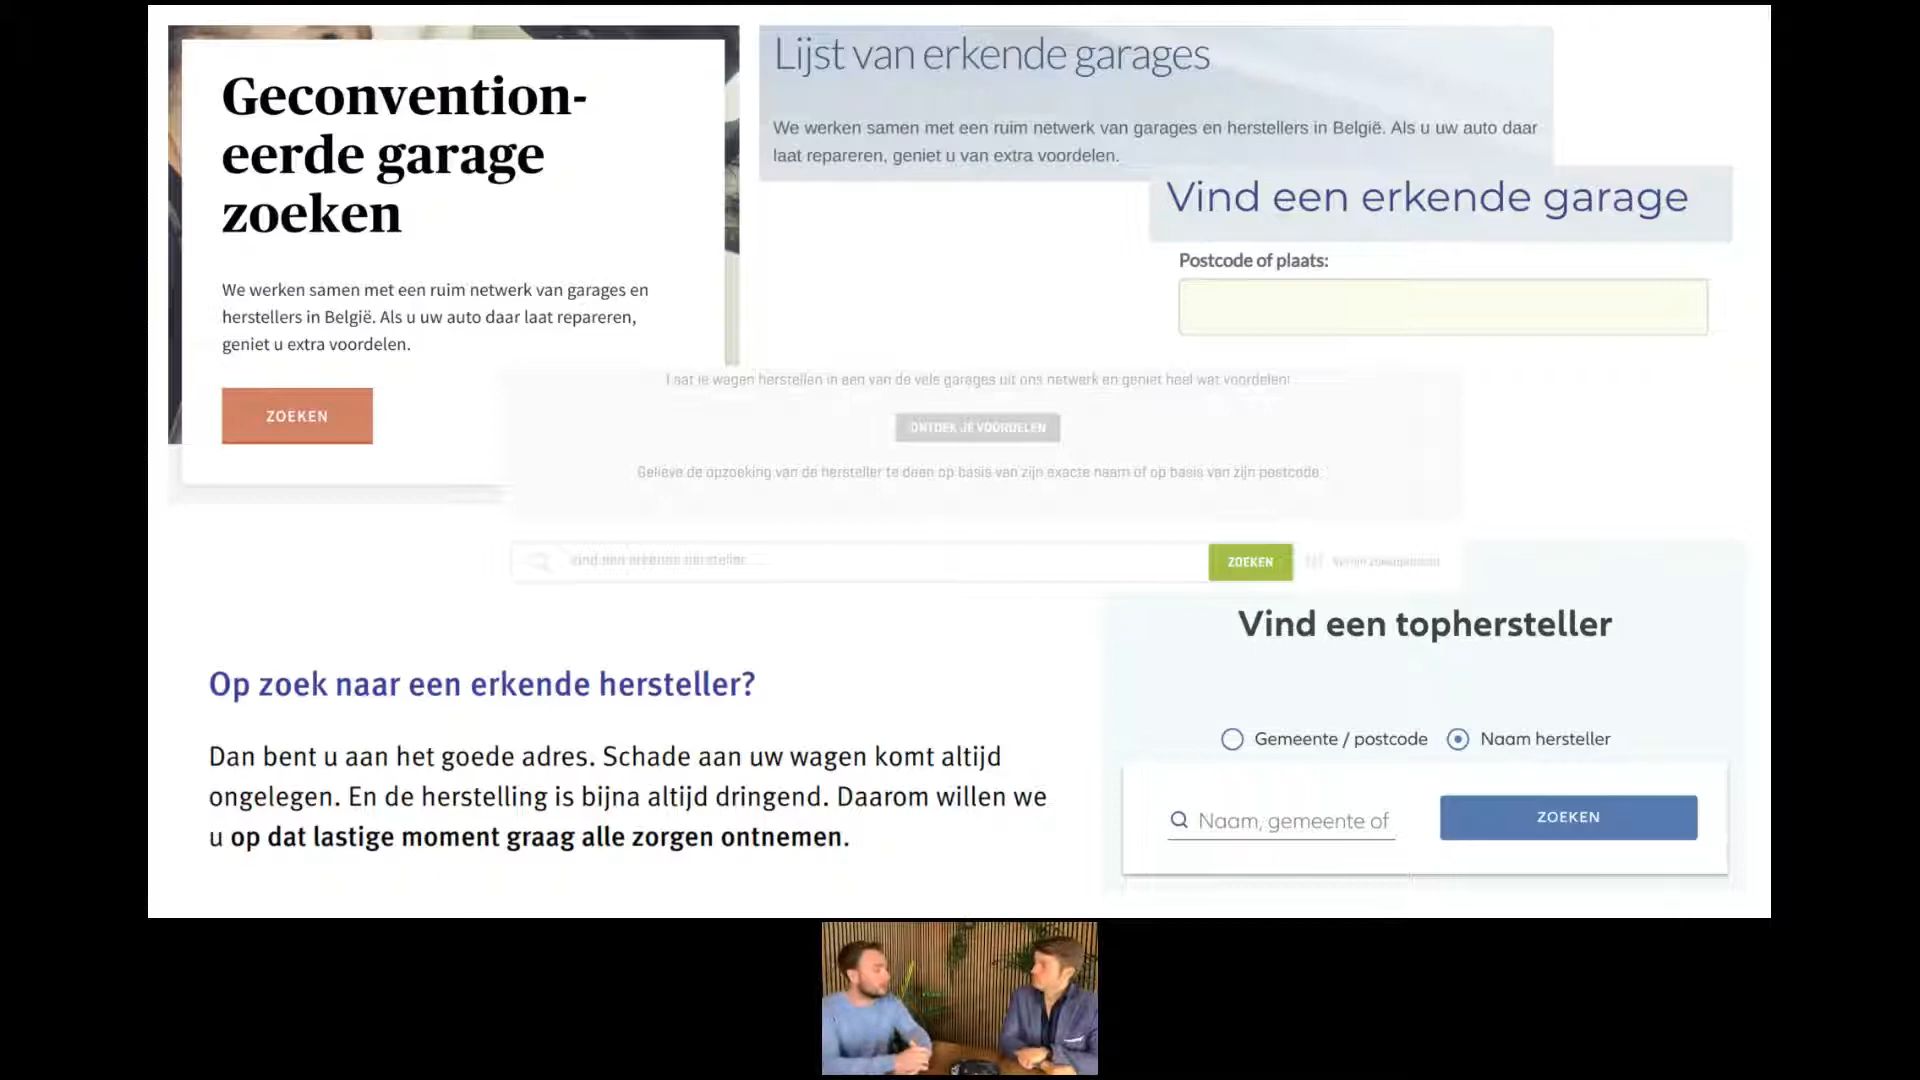 Geconvention-
eerde garage
zoeken
We werken samen met een ruim netwerk van garages en
herstellers in België. Als u uw auto daar laat repareren,
geniet u extra voordelen.
ZOEKEN
Lijst van erkende garages
We werken samen met een ruim netwerk van garages en herstellers in België. Als u uw auto daar
laat repareren, geniet u van extra voordelen.
Vind een erkende garage
Postcode of plaats:
Laat je wagen herstellen in een van de vele garages uit ons netwerk en geniet heel wat voordelen!
ONTDEK JE VOORDELEN
Gelieve de opzoeking van de hersteller te doen op basis van zijn exacte naam of op basis van zijn postcode.
Vind een erkende hersteller
ZOEKEN
Op zoek naar een erkende hersteller?
Dan bent u aan het goede adres. Schade aan uw wagen komt altijd
ongelegen. En de herstelling is bijna altijd dringend. Daarom willen we
u op dat lastige moment graag alle zorgen ontnemen.
Vind een tophersteller
Gemeente / postcode
Naam hersteller
Naam, gemeente of
ZOEKEN